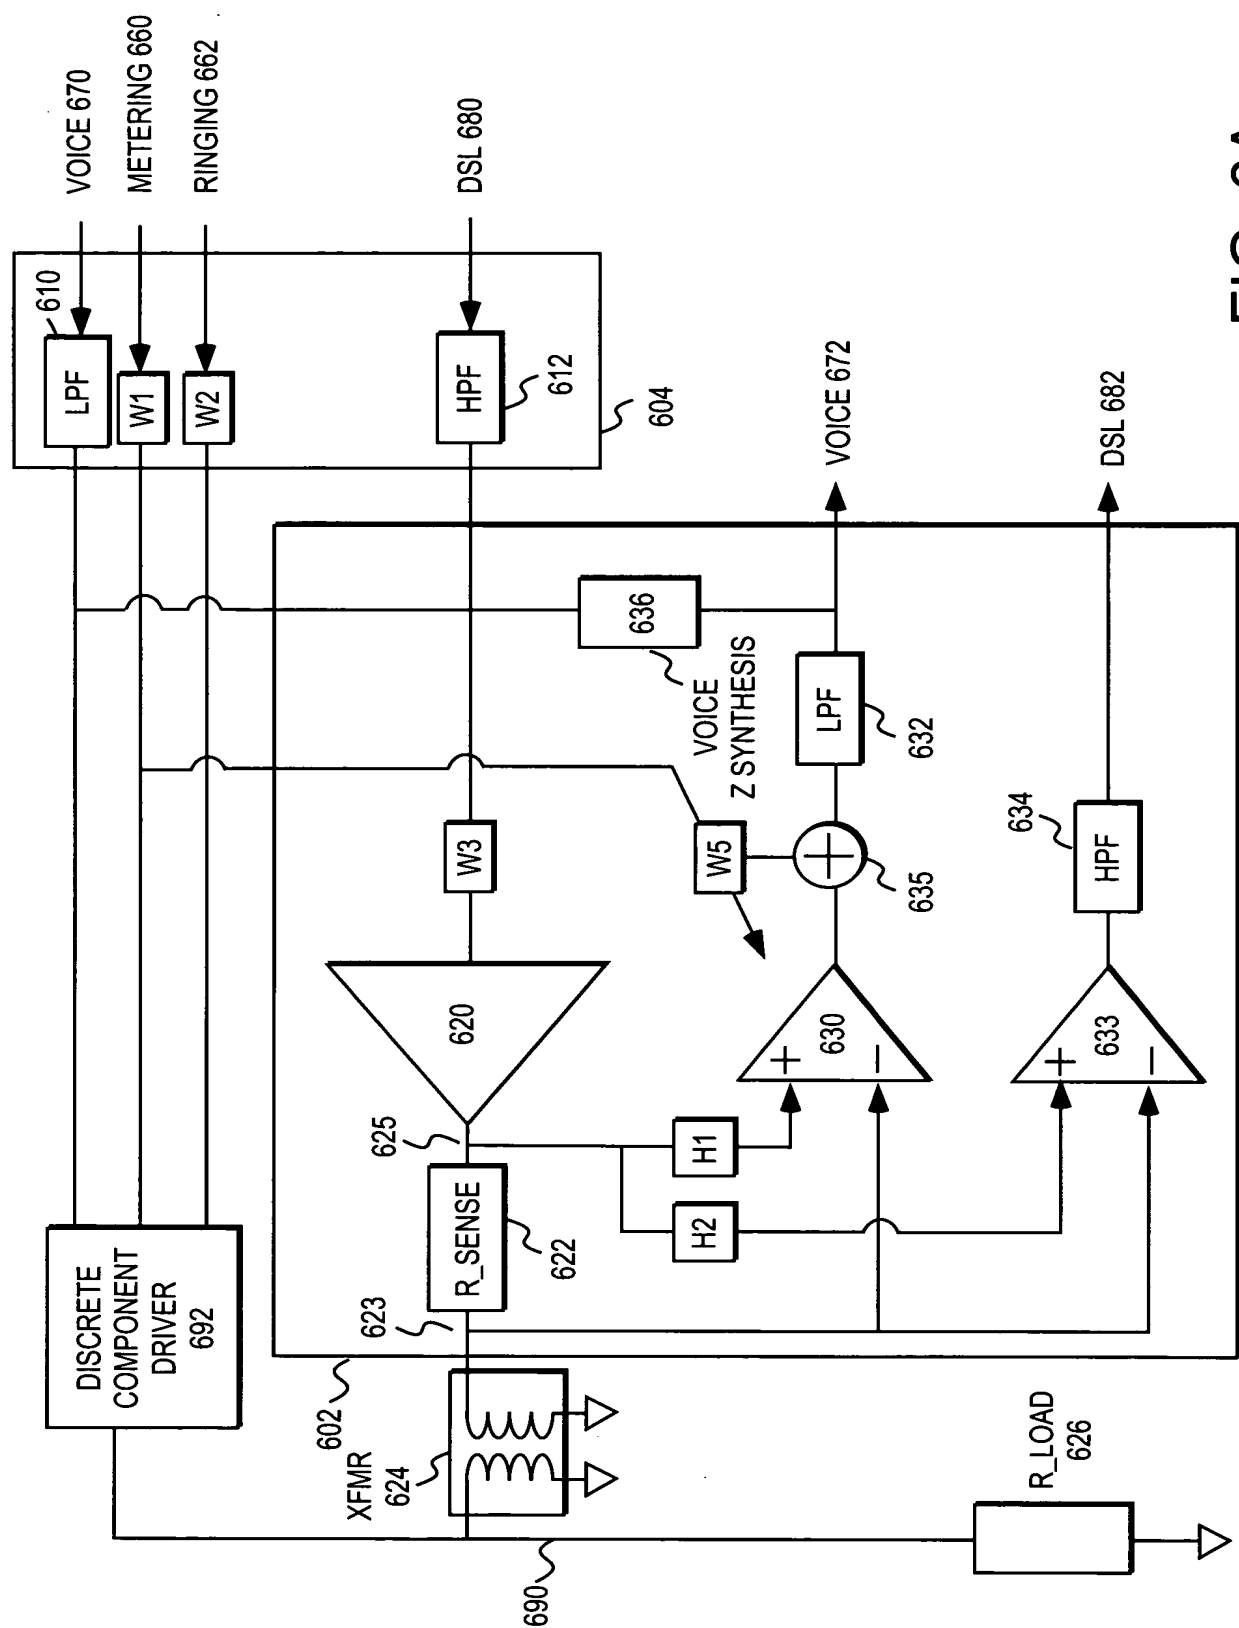 DISCRETE
COMPONENT
DRIVER
692
LPF
610
VOICE 670
W1
METERING 660
W2
RINGING 662
602
XFMR
624
623
R_SENSE
622
625
620
W3
HPF
612
DSL 680
604
690
636
VOICE
Z SYNTHESIS
H2
H1
W5
+
−
630
635
LPF
632
VOICE 672
R_LOAD
626
+
−
633
HPF
634
DSL 682
FIG. 6A